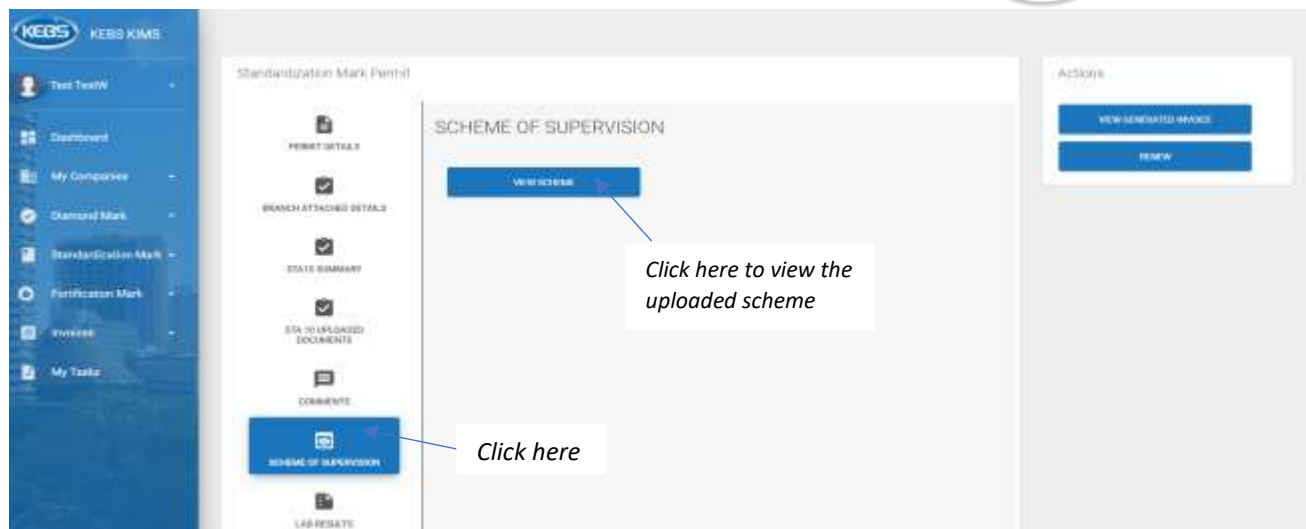 KEBS KEBS KIMS
Test TestW
Dashboard
My Companies
Diamond Mark
Standardization Mark
Fortification Mark
Invoices
My Tasks
Standardization Mark Permit
PERMIT DETAILS
BRANCH ATTACHED DETAILS
STA10 SUMMARY
STA 10 UPLOADED
DOCUMENTS
COMMENTS
SCHEME OF SUPERVISION
LAB RESULTS
SCHEME OF SUPERVISION
VIEW SCHEME
Click here to view the
uploaded scheme
Click here
Actions
VIEW GENERATED INVOICE
RENEW